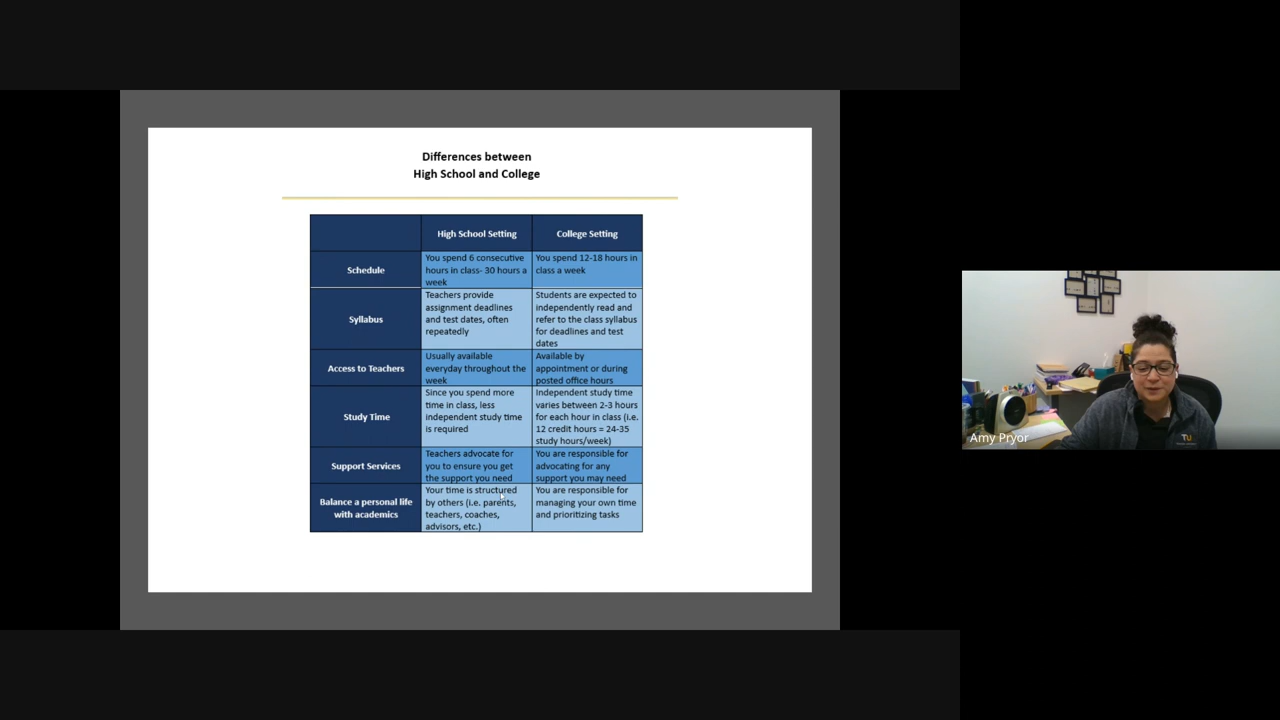 Differences between
High School and College
High School Setting
College Setting
Schedule
You spend 6 consecutive
hours in class- 30 hours a
week
You spend 12-18 hours in
class a week
Syllabus
Teachers provide
assignment deadlines
and test dates, often
repeatedly
Students are expected to
independently read and
refer to the class syllabus
for deadlines and test
dates
Access to Teachers
Usually available
everyday throughout the
week
Available by
appointment or during
posted office hours
Study Time
Since you spend more
time in class, less
independent study time
is required
Independent study time
varies between 2-3 hours
for each hour in class (i.e.
12 credit hours = 24-35
study hours/week)
Support Services
Teachers advocate for
you to ensure you get
the support you need
You are responsible for
advocating for any
support you may need
Balance a personal life
with academics
Your time is structured
by others (i.e. parents,
teachers, coaches,
advisors, etc.)
You are responsible for
managing your own time
and prioritizing tasks
Amy Pryor
TU